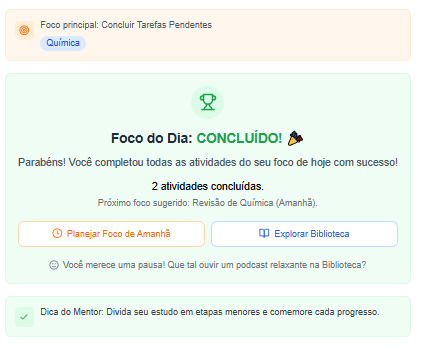 Foco principal: Concluir Tarefas Pendentes
Química
Foco do Dia: CONCLUÍDO! 🎉
Parabéns! Você completou todas as atividades do seu foco de hoje com sucesso!
2 atividades concluídas.
Próximo foco sugerido: Revisão de Química (Amanhã).
Planejar Foco de Amanhã
Explorar Biblioteca
Você merece uma pausa! Que tal ouvir um podcast relaxante na Biblioteca?
Dica do Mentor: Divida seu estudo em etapas menores e comemore cada progresso.